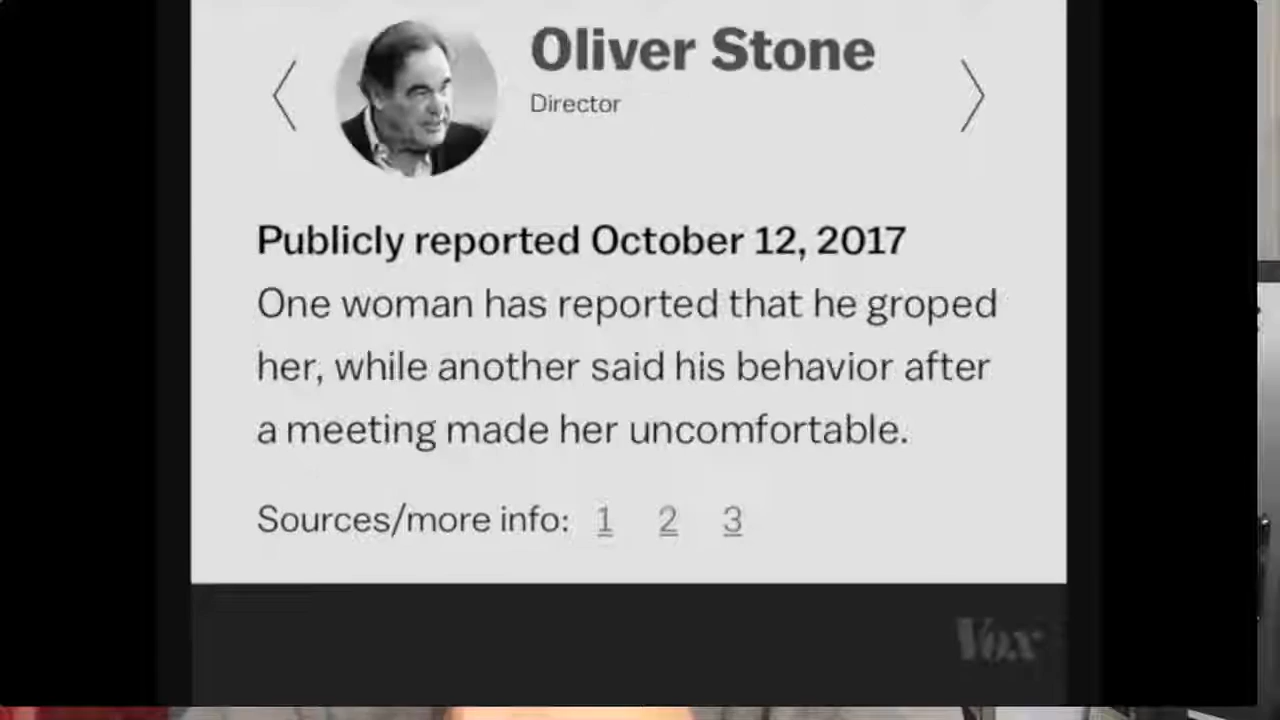 Oliver Stone
Director
Publicly reported October 12, 2017
One woman has reported that he groped
her, while another said his behavior after
a meeting made her uncomfortable.
Sources/more info: 1 2 3
Vox